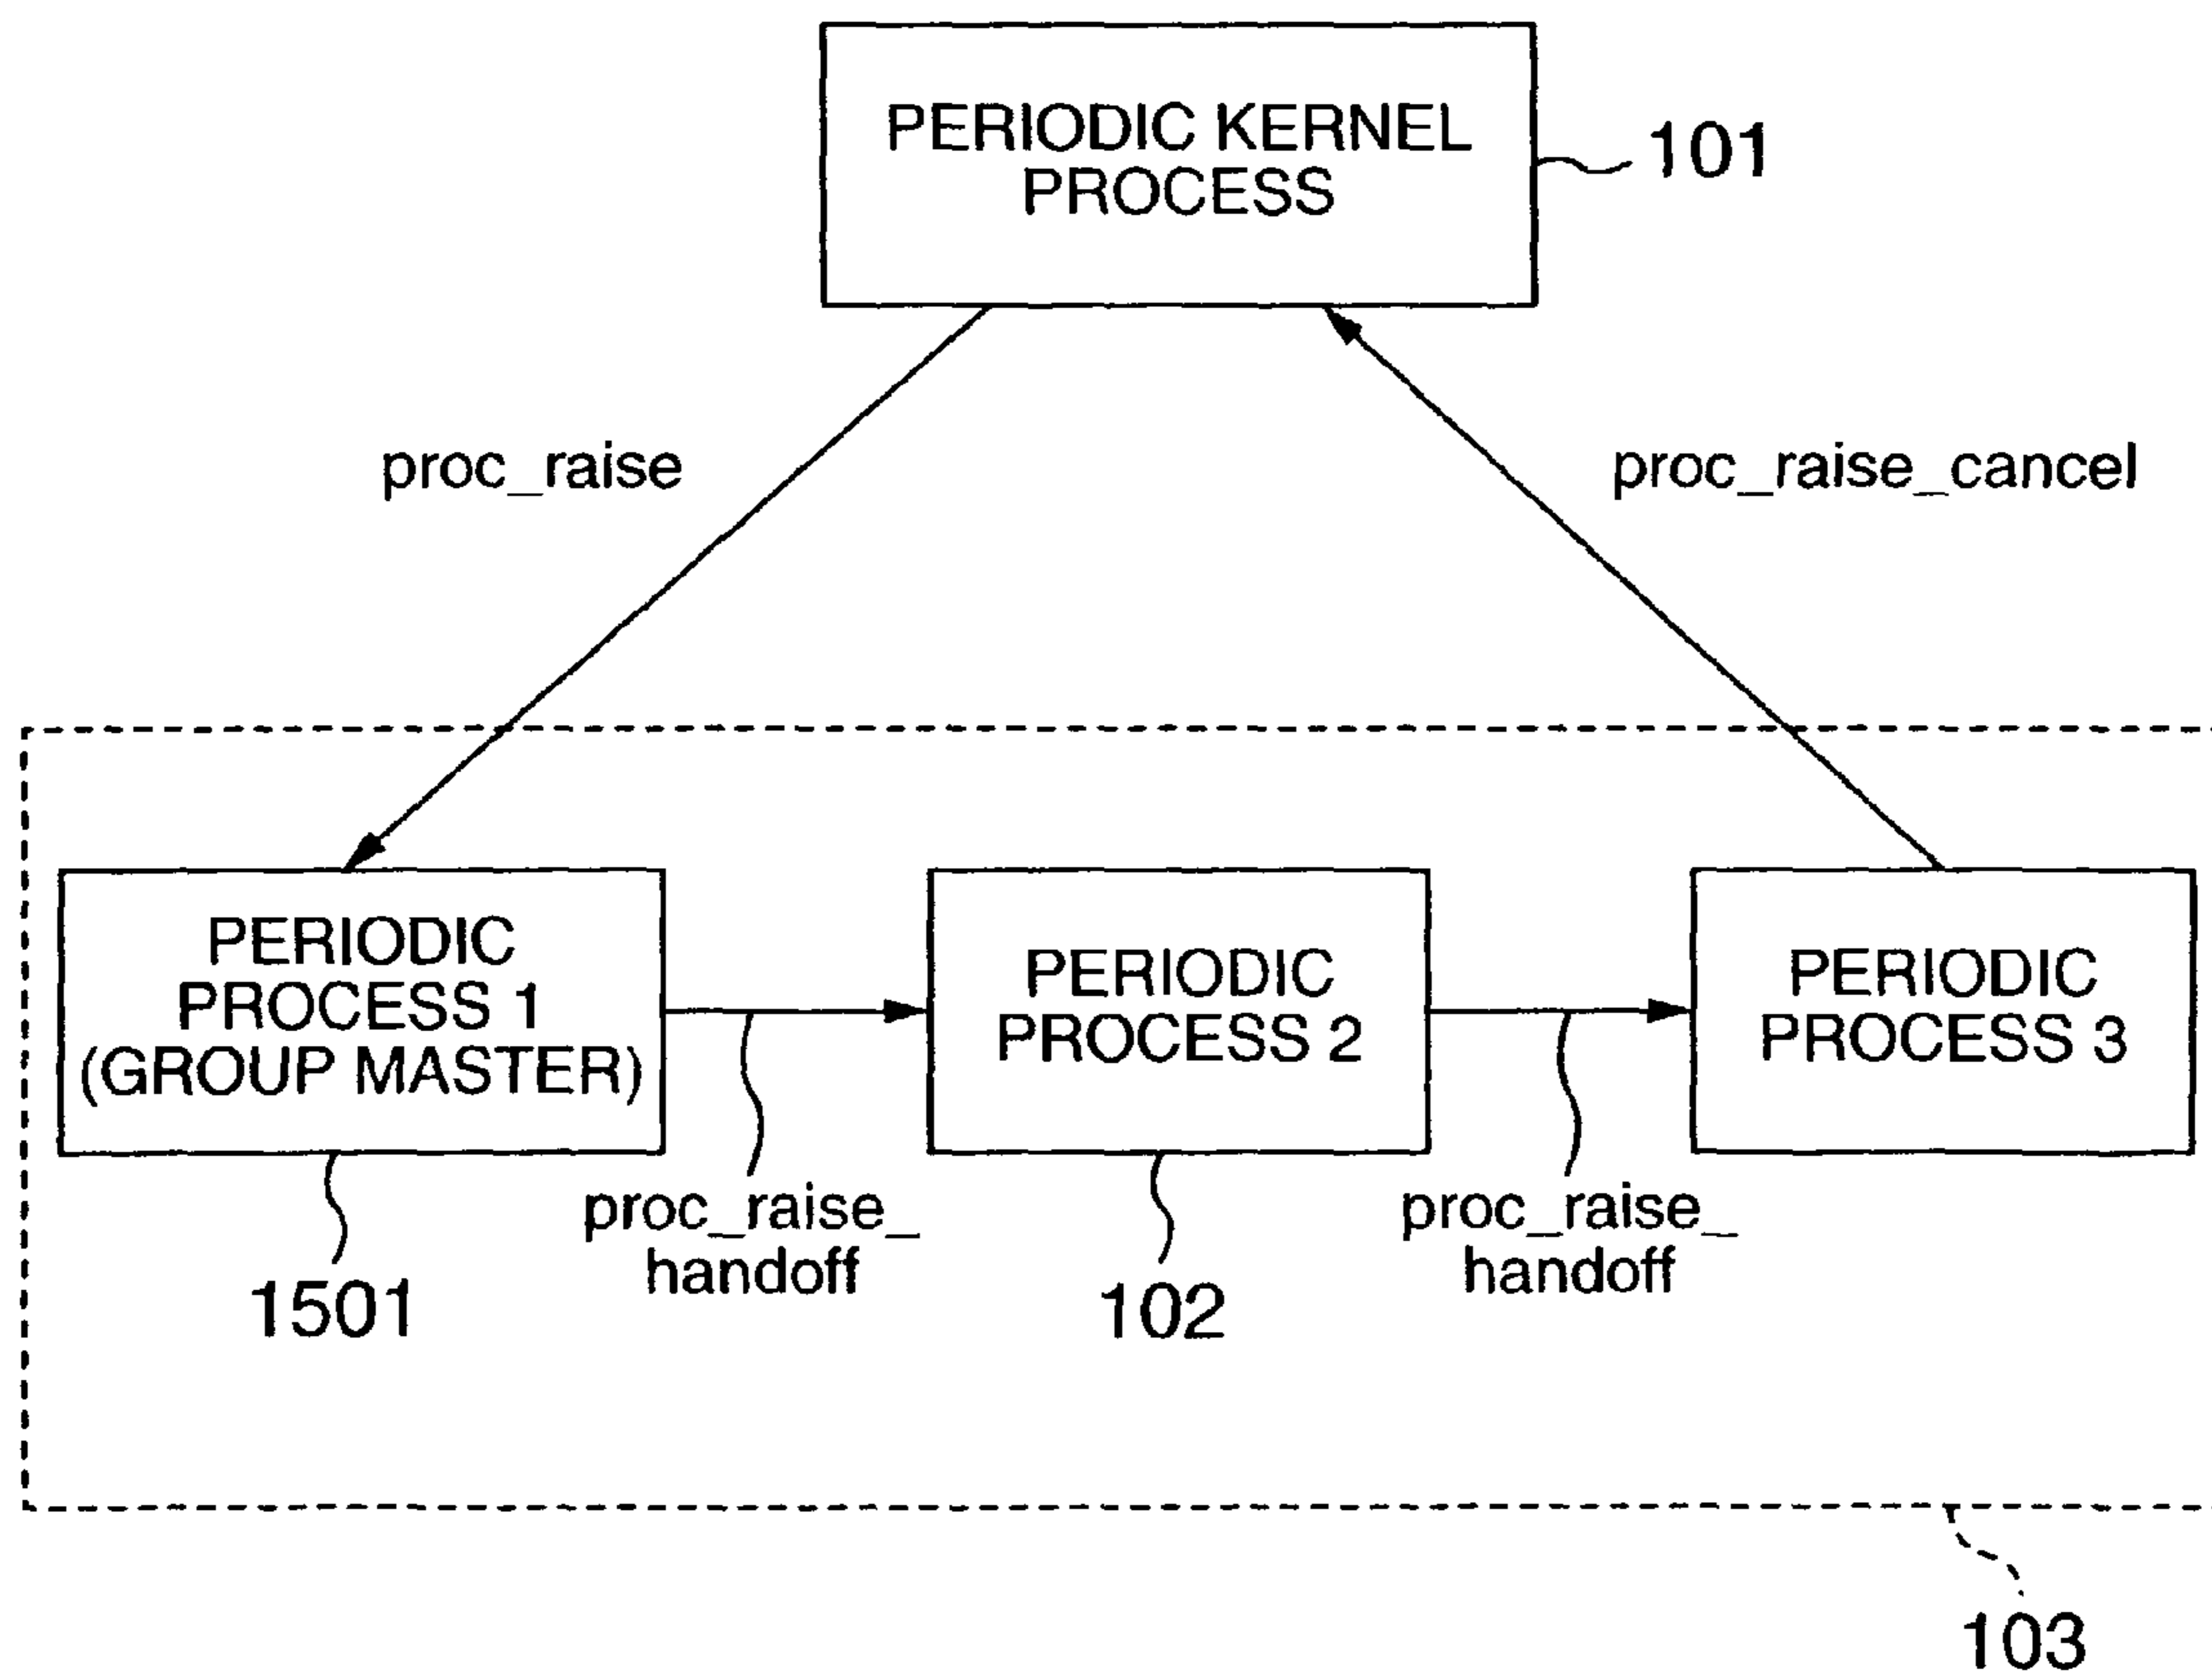 PERIODIC KERNEL
PROCESS
101
proc_raise
proc_raise_cancel
PERIODIC
PROCESS 1
(GROUP MASTER)
PERIODIC
PROCESS 2
PERIODIC
PROCESS 3
proc_raise_
handoff
proc_raise_
handoff
1501
102
103